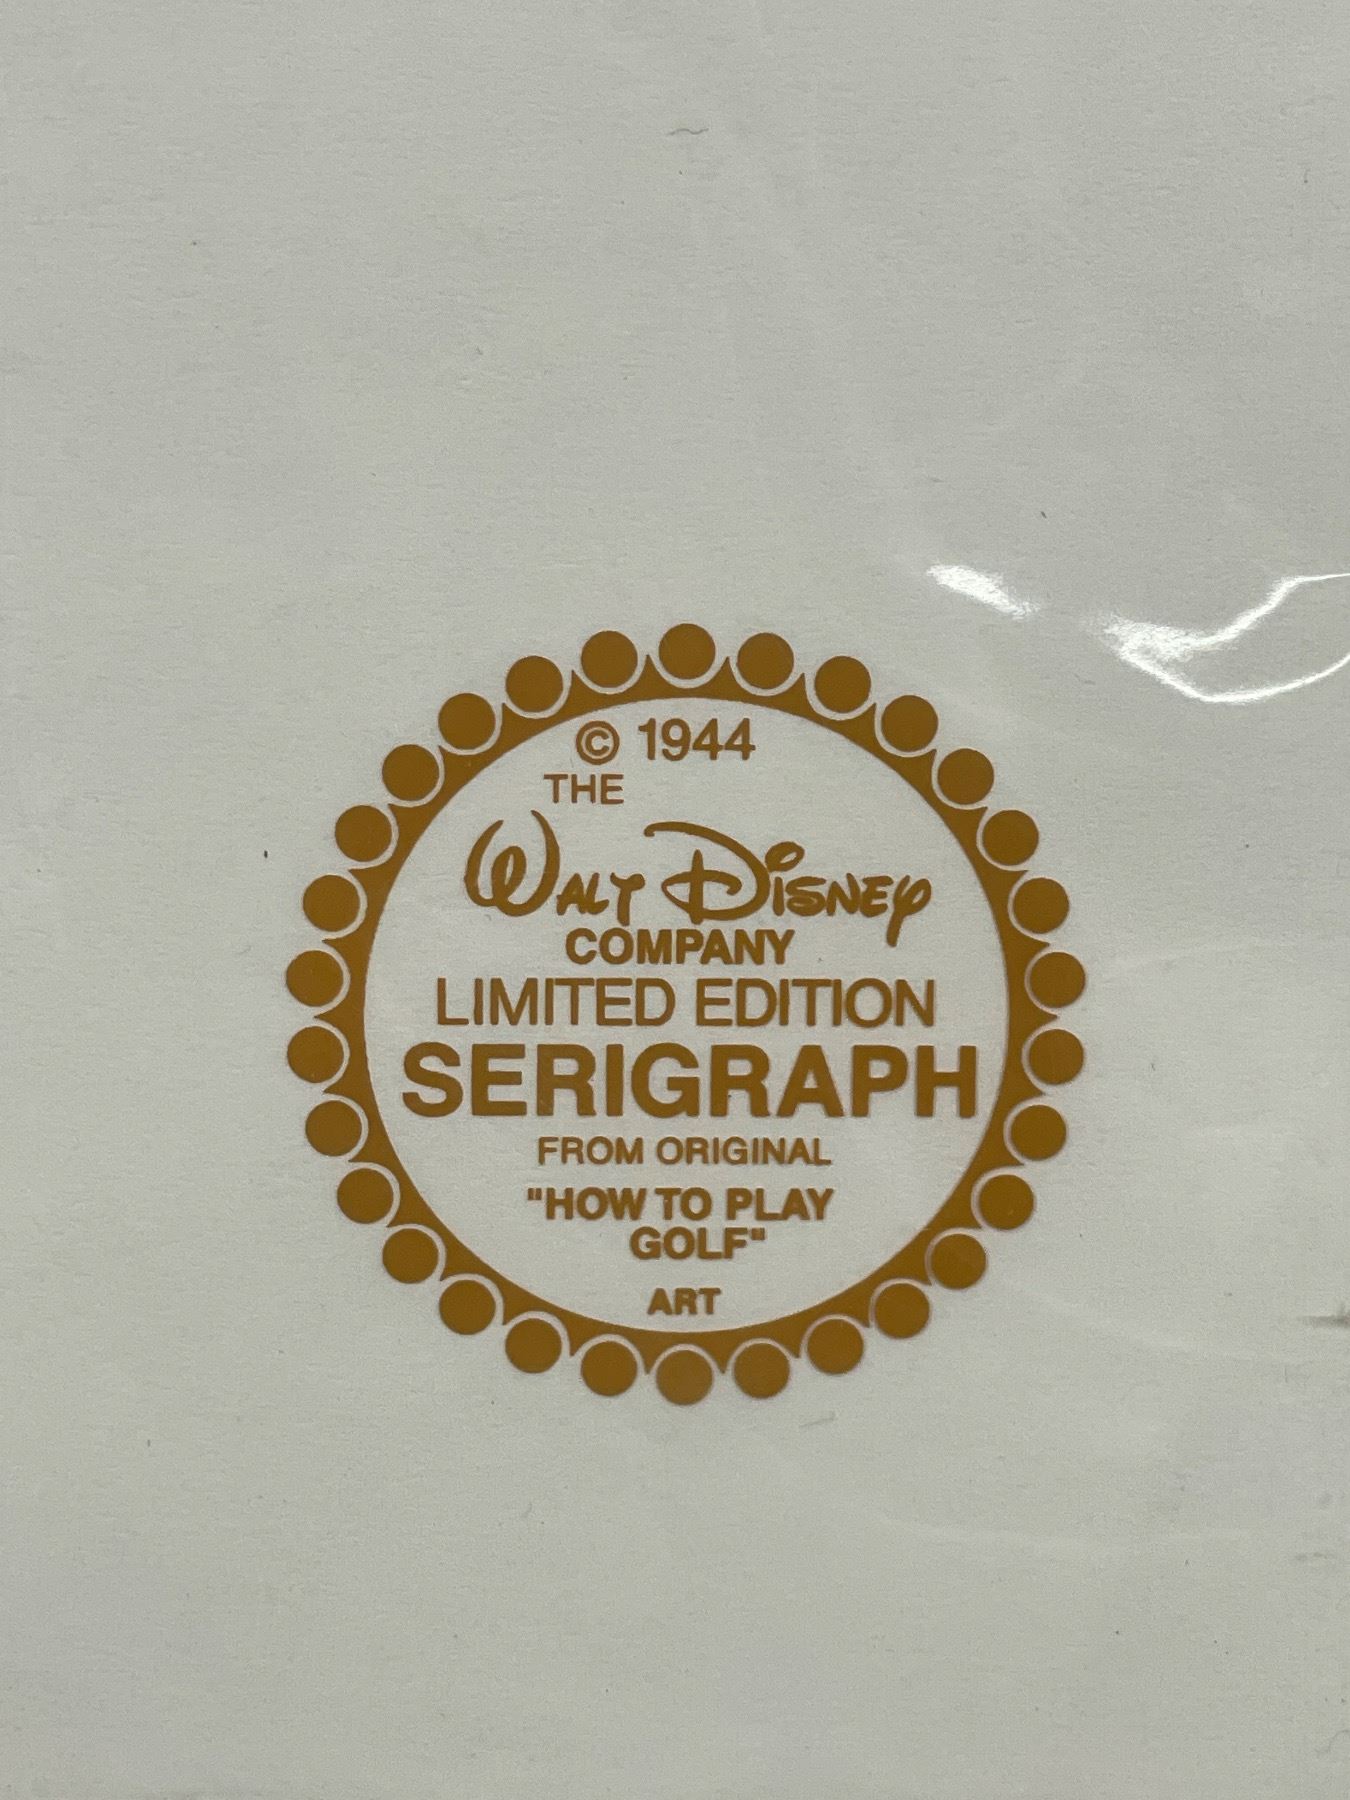 © 1944
THE
WALT DISNEY
COMPANY
LIMITED EDITION
SERIGRAPH
FROM ORIGINAL
"HOW TO PLAY
GOLF"
ART